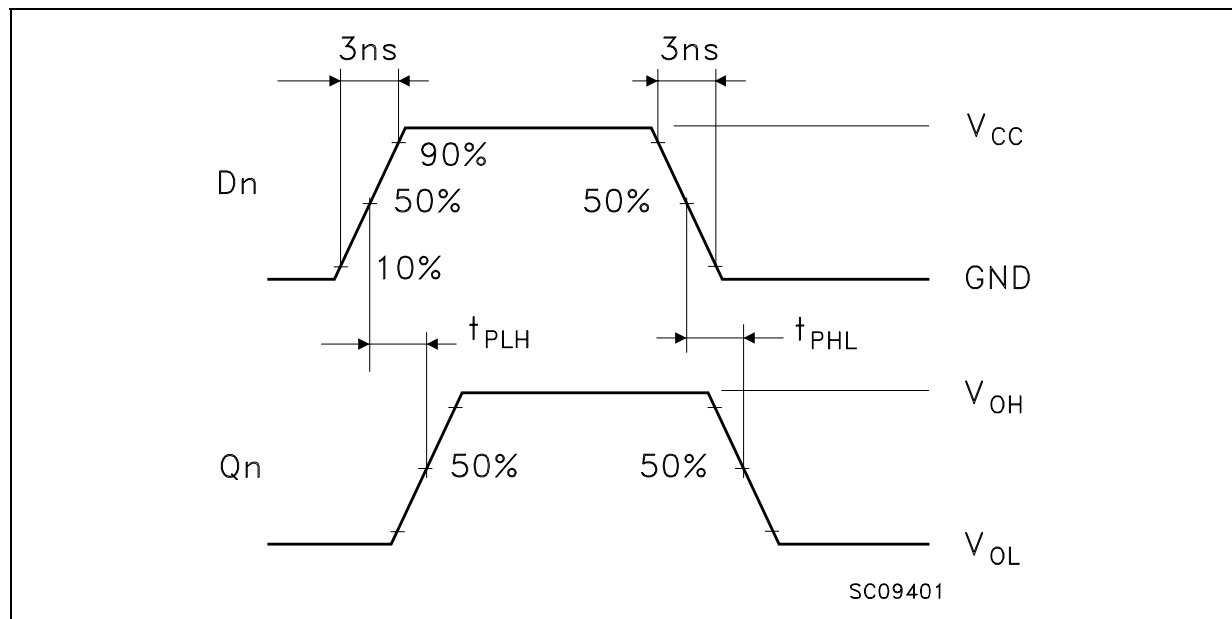 3ns 3ns
V_CC
90%
Dn
50% 50%
10%
GND
t_PLH t_PHL
V_OH
Qn
50% 50%
V_OL
SC09401